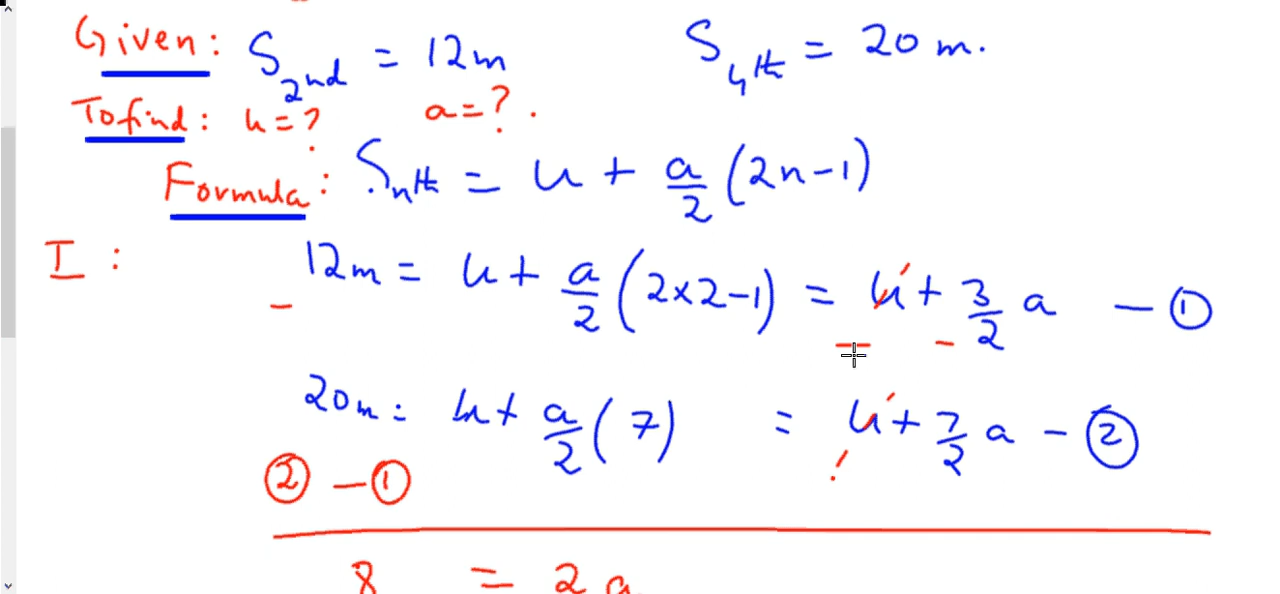 Given: S2nd = 12m S4th = 20 m.
To find: u = ? a = ? .
Formula: Snth = u + a/2 (2n-1)
I : 12m = u + a/2 (2×2-1) = u + 3/2 a - ①
- - -
20m = u + a/2 (7) = u + 7/2 a - ②
② - ①
8 = 2 a